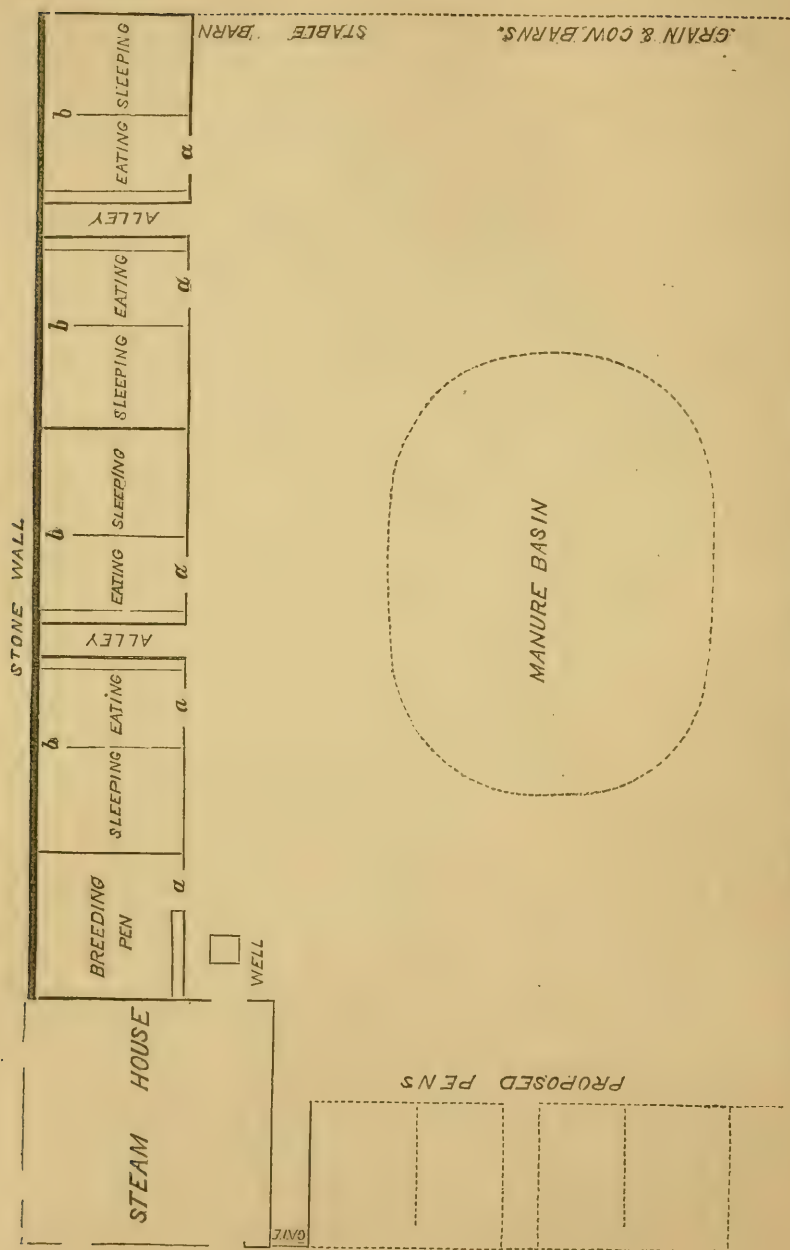 STONE WALL
GRAIN & COW BARNS.
STABLE BARN
b
EATING SLEEPING
a
ALLEY
b
SLEEPING EATING
a
b
EATING SLEEPING
a
ALLEY
b
SLEEPING EATING
a
BREEDING
PEN
a
WELL
STEAM HOUSE
GATE
MANURE BASIN
PROPOSED PENS